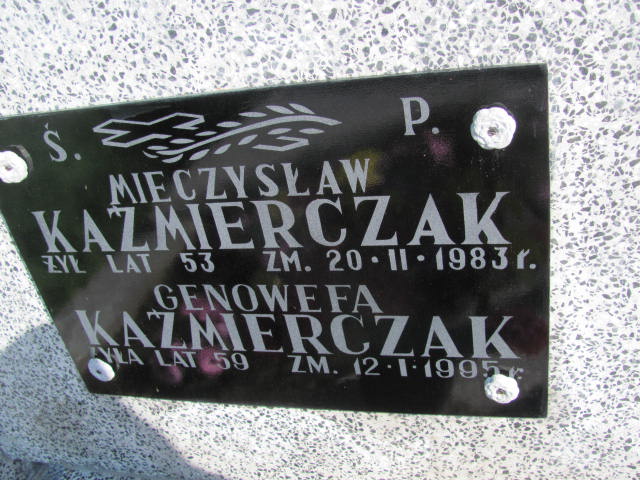 Ś. P.
MIECZYSŁAW
KAŹMIERCZAK
ŻYŁ LAT 53 ZM. 20·II·1983 r.
GENOWEFA
KAŹMIERCZAK
ŻYŁA LAT 59 ZM. 12·I·1995 r.